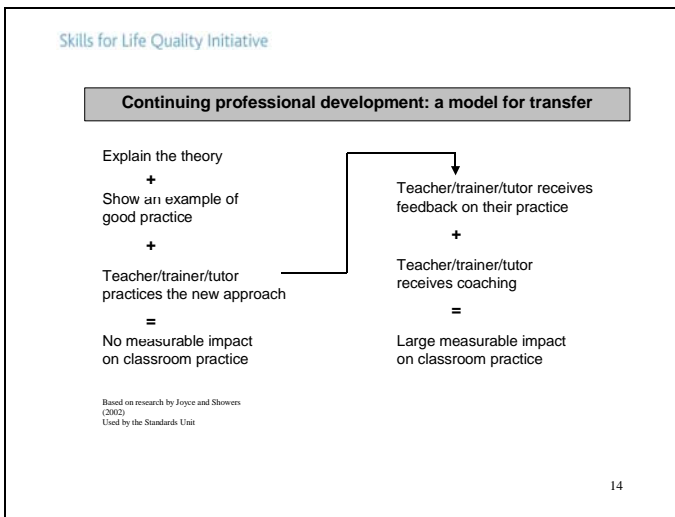 Skills for Life Quality Initiative
Continuing professional development: a model for transfer
Explain the theory
+
Show an example of
good practice
+
Teacher/trainer/tutor
practices the new approach
=
No measurable impact
on classroom practice
Teacher/trainer/tutor receives
feedback on their practice
+
Teacher/trainer/tutor
receives coaching
=
Large measurable impact
on classroom practice
Based on research by Joyce and Showers
(2002)
Used by the Standards Unit
14